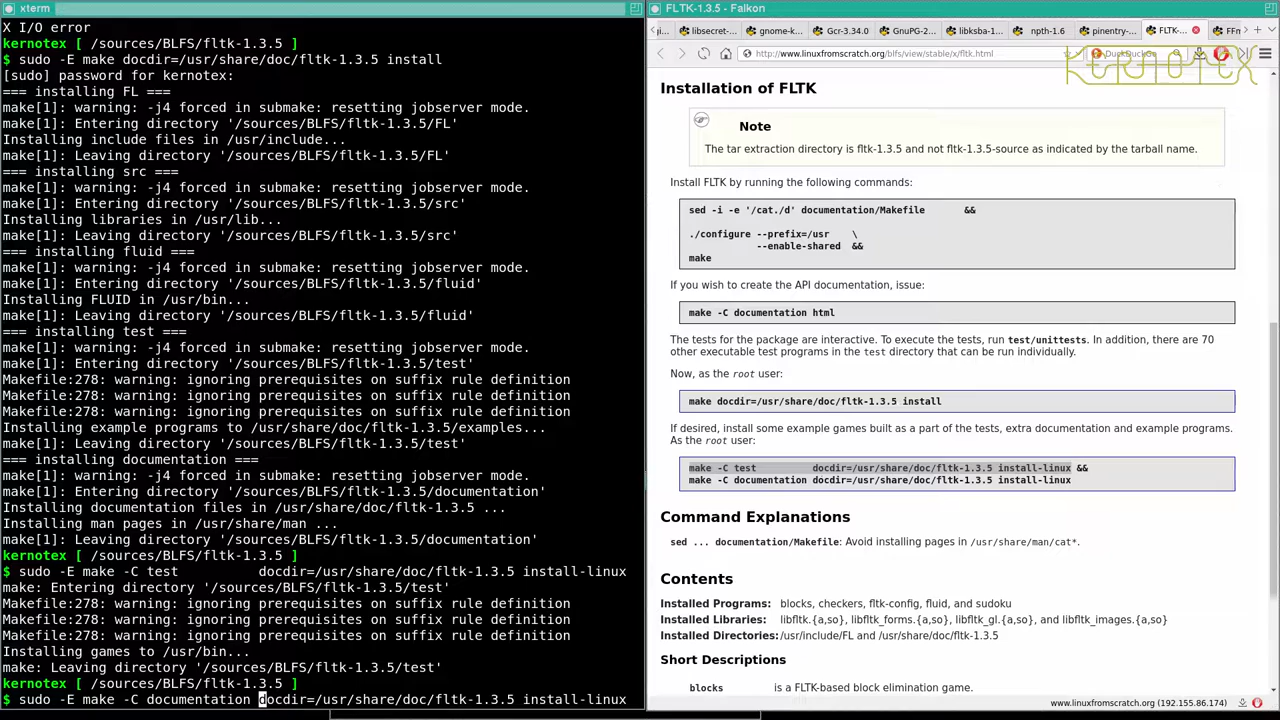 xterm
X I/O error
kernotex [ /sources/BLFS/fltk-1.3.5 ]
$ sudo -E make docdir=/usr/share/doc/fltk-1.3.5 install
[sudo] password for kernotex:
=== installing FL ===
make[1]: warning: -j4 forced in submake: resetting jobserver mode.
make[1]: Entering directory '/sources/BLFS/fltk-1.3.5/FL'
Installing include files in /usr/include...
make[1]: Leaving directory '/sources/BLFS/fltk-1.3.5/FL'
=== installing src ===
make[1]: warning: -j4 forced in submake: resetting jobserver mode.
make[1]: Entering directory '/sources/BLFS/fltk-1.3.5/src'
Installing libraries in /usr/lib...
make[1]: Leaving directory '/sources/BLFS/fltk-1.3.5/src'
=== installing fluid ===
make[1]: warning: -j4 forced in submake: resetting jobserver mode.
make[1]: Entering directory '/sources/BLFS/fltk-1.3.5/fluid'
Installing FLUID in /usr/bin...
make[1]: Leaving directory '/sources/BLFS/fltk-1.3.5/fluid'
=== installing test ===
make[1]: warning: -j4 forced in submake: resetting jobserver mode.
make[1]: Entering directory '/sources/BLFS/fltk-1.3.5/test'
Makefile:278: warning: ignoring prerequisites on suffix rule definition
Makefile:278: warning: ignoring prerequisites on suffix rule definition
Makefile:278: warning: ignoring prerequisites on suffix rule definition
Installing example programs to /usr/share/doc/fltk-1.3.5/examples...
make[1]: Leaving directory '/sources/BLFS/fltk-1.3.5/test'
=== installing documentation ===
make[1]: warning: -j4 forced in submake: resetting jobserver mode.
make[1]: Entering directory '/sources/BLFS/fltk-1.3.5/documentation'
Installing documentation files in /usr/share/doc/fltk-1.3.5 ...
Installing man pages in /usr/share/man ...
make[1]: Leaving directory '/sources/BLFS/fltk-1.3.5/documentation'
kernotex [ /sources/BLFS/fltk-1.3.5 ]
$ sudo -E make -C test          docdir=/usr/share/doc/fltk-1.3.5 install-linux
make: Entering directory '/sources/BLFS/fltk-1.3.5/test'
Makefile:278: warning: ignoring prerequisites on suffix rule definition
Makefile:278: warning: ignoring prerequisites on suffix rule definition
Makefile:278: warning: ignoring prerequisites on suffix rule definition
Installing games to /usr/bin...
make: Leaving directory '/sources/BLFS/fltk-1.3.5/test'
kernotex [ /sources/BLFS/fltk-1.3.5 ]
$ sudo -E make -C documentation docdir=/usr/share/doc/fltk-1.3.5 install-linux
FLTK-1.3.5 - Falkon
libsecret- gnome-k Gcr-3.34.0 GnuPG-2. libksba-1 npth-1.6 pinentry- FLTK-1. FFm
http://www.linuxfromscratch.org/blfs/view/stable/x/fltk.html DuckDuckGo
KERNOTEX
Installation of FLTK
Note
The tar extraction directory is fltk-1.3.5 and not fltk-1.3.5-source as indicated by the tarball name.
Install FLTK by running the following commands:
sed -i -e '/cat./d' documentation/Makefile       &&
./configure --prefix=/usr    \
--enable-shared  &&
make
If you wish to create the API documentation, issue:
make -C documentation html
The tests for the package are interactive. To execute the tests, run test/unittests. In addition, there are 70
other executable test programs in the test directory that can be run individually.
Now, as the root user:
make docdir=/usr/share/doc/fltk-1.3.5 install
If desired, install some example games built as a part of the tests, extra documentation and example programs.
As the root user:
make -C test          docdir=/usr/share/doc/fltk-1.3.5 install-linux &&
make -C documentation docdir=/usr/share/doc/fltk-1.3.5 install-linux
Command Explanations
sed ... documentation/Makefile: Avoid installing pages in /usr/share/man/cat*.
Contents
Installed Programs: blocks, checkers, fltk-config, fluid, and sudoku
Installed Libraries: libfltk.{a,so}, libfltk_forms.{a,so}, libfltk_gl.{a,so}, and libfltk_images.{a,so}
Installed Directories: /usr/include/FL and /usr/share/doc/fltk-1.3.5
Short Descriptions
blocks is a FLTK-based block elimination game.
www.linuxfromscratch.org (192.155.86.174)